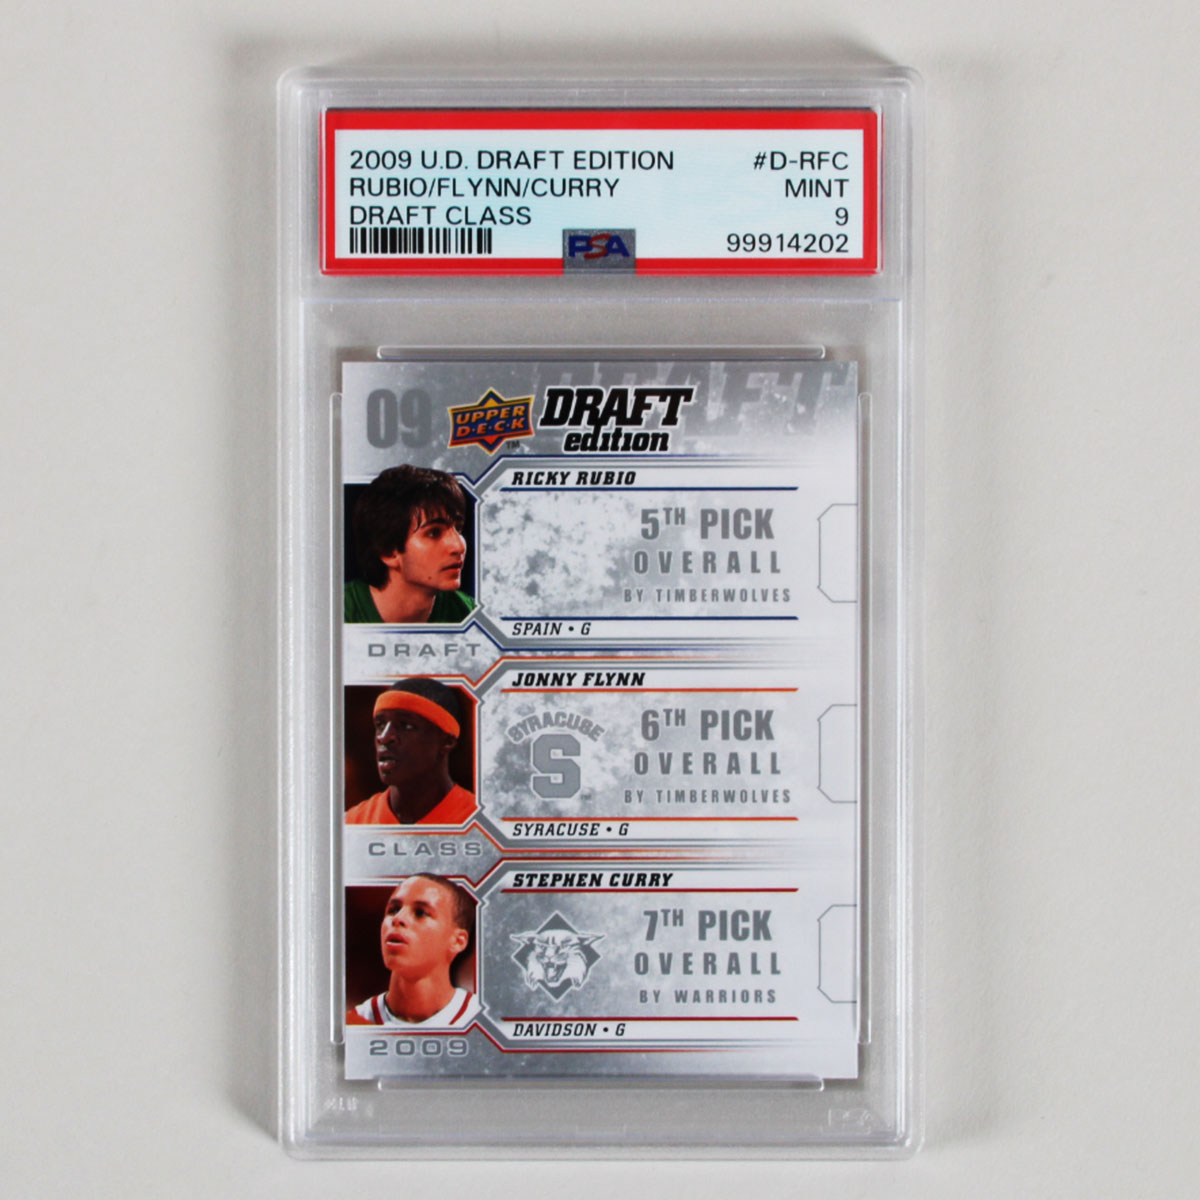 2009 U.D. DRAFT EDITION #D-RFC
RUBIO/FLYNN/CURRY MINT
DRAFT CLASS 9
PSA 99914202
DRAFT
09 UPPER DECK TM DRAFT
edition
RICKY RUBIO
5TH PICK
OVERALL
BY TIMBERWOLVES
SPAIN • G
DRAFT
JONNY FLYNN
SYRACUSE
S
6TH PICK
OVERALL
BY TIMBERWOLVES
SYRACUSE • G
CLASS
STEPHEN CURRY
7TH PICK
OVERALL
BY WARRIORS
DAVIDSON • G
2009